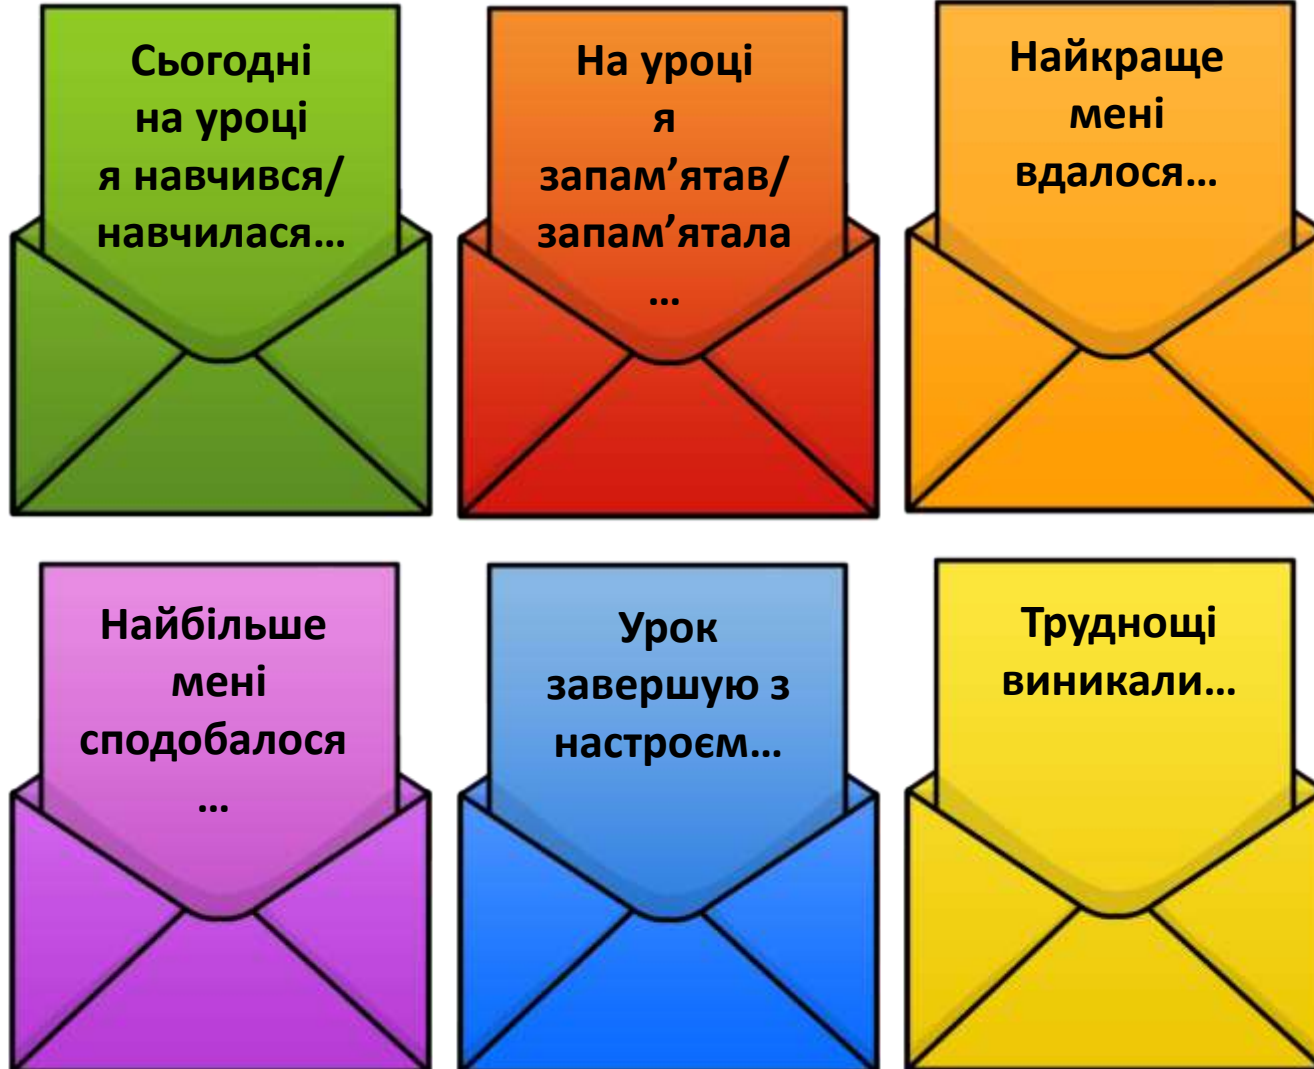 Сьогодні
на уроці
я навчився/
навчилася…
На уроці
я
запам’ятав/
запам’ятала
…
Найкраще
мені
вдалося…
Найбільше
мені
сподобалося
…
Урок
завершую з
настроєм…
Труднощі
виникали…